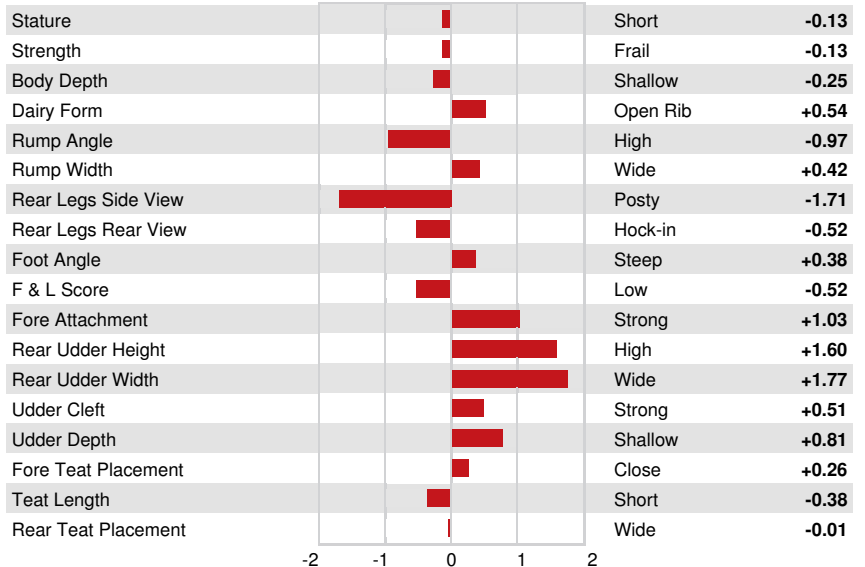 Stature Short -0.13
Strength Frail -0.13
Body Depth Shallow -0.25
Dairy Form Open Rib +0.54
Rump Angle High -0.97
Rump Width Wide +0.42
Rear Legs Side View Posty -1.71
Rear Legs Rear View Hock-in -0.52
Foot Angle Steep +0.38
F & L Score Low -0.52
Fore Attachment Strong +1.03
Rear Udder Height High +1.60
Rear Udder Width Wide +1.77
Udder Cleft Strong +0.51
Udder Depth Shallow +0.81
Fore Teat Placement Close +0.26
Teat Length Short -0.38
Rear Teat Placement Wide -0.01
-2 -1 0 1 2